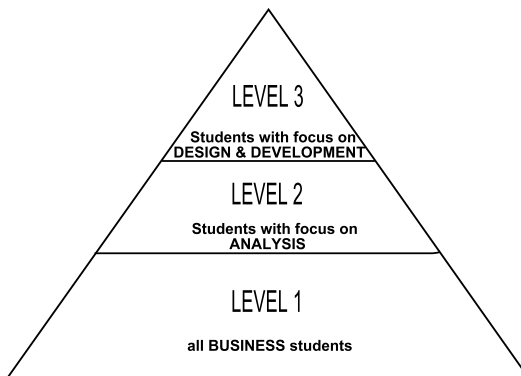 LEVEL 3
Students with focus on
DESIGN & DEVELOPMENT
LEVEL 2
Students with focus on
ANALYSIS
LEVEL 1
all BUSINESS students